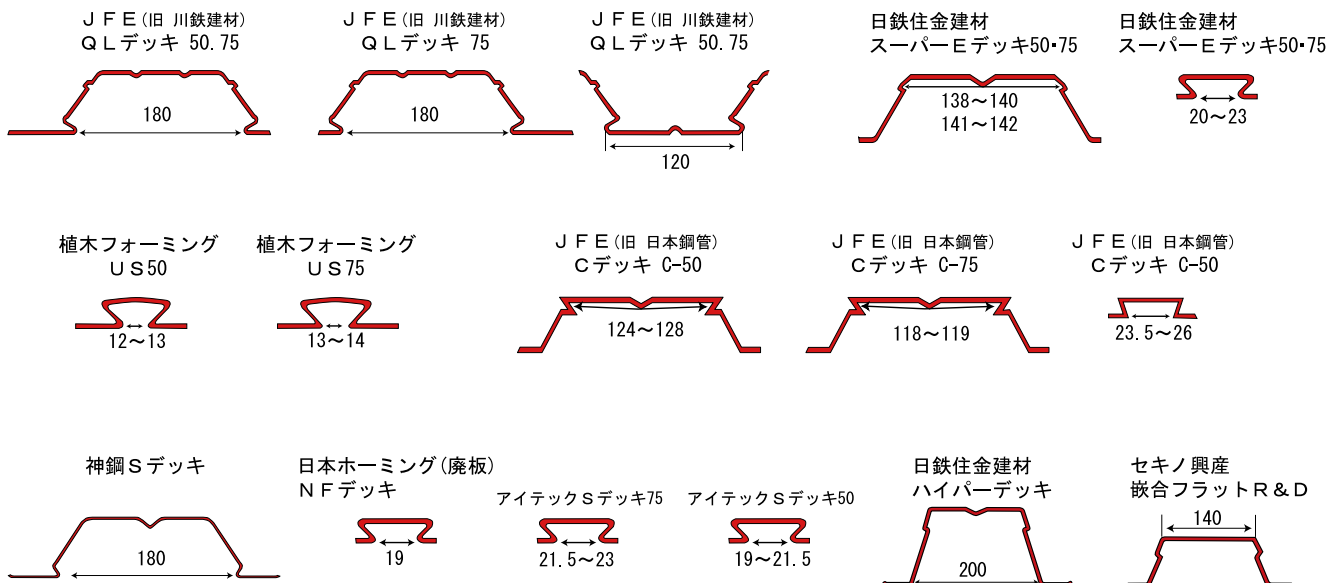 ＪＦＥ(旧 川鉄建材)
ＱＬデッキ 50.75
180
ＪＦＥ(旧 川鉄建材)
ＱＬデッキ 75
180
ＪＦＥ(旧 川鉄建材)
ＱＬデッキ 50.75
120
日鉄住金建材
スーパーＥデッキ50・75
138～140
141～142
日鉄住金建材
スーパーＥデッキ50・75
20～23
植木フォーミング
ＵＳ50
12～13
植木フォーミング
ＵＳ75
13～14
ＪＦＥ(旧 日本鋼管)
Ｃデッキ C-50
124～128
ＪＦＥ(旧 日本鋼管)
Ｃデッキ C-75
118～119
ＪＦＥ(旧 日本鋼管)
Ｃデッキ C-50
23.5～26
神鋼Ｓデッキ
180
日本ホーミング(廃板)
ＮＦデッキ
19
アイテックＳデッキ75
21.5～23
アイテックＳデッキ50
19～21.5
日鉄住金建材
ハイパーデッキ
200
セキノ興産
嵌合フラットＲ＆Ｄ
140